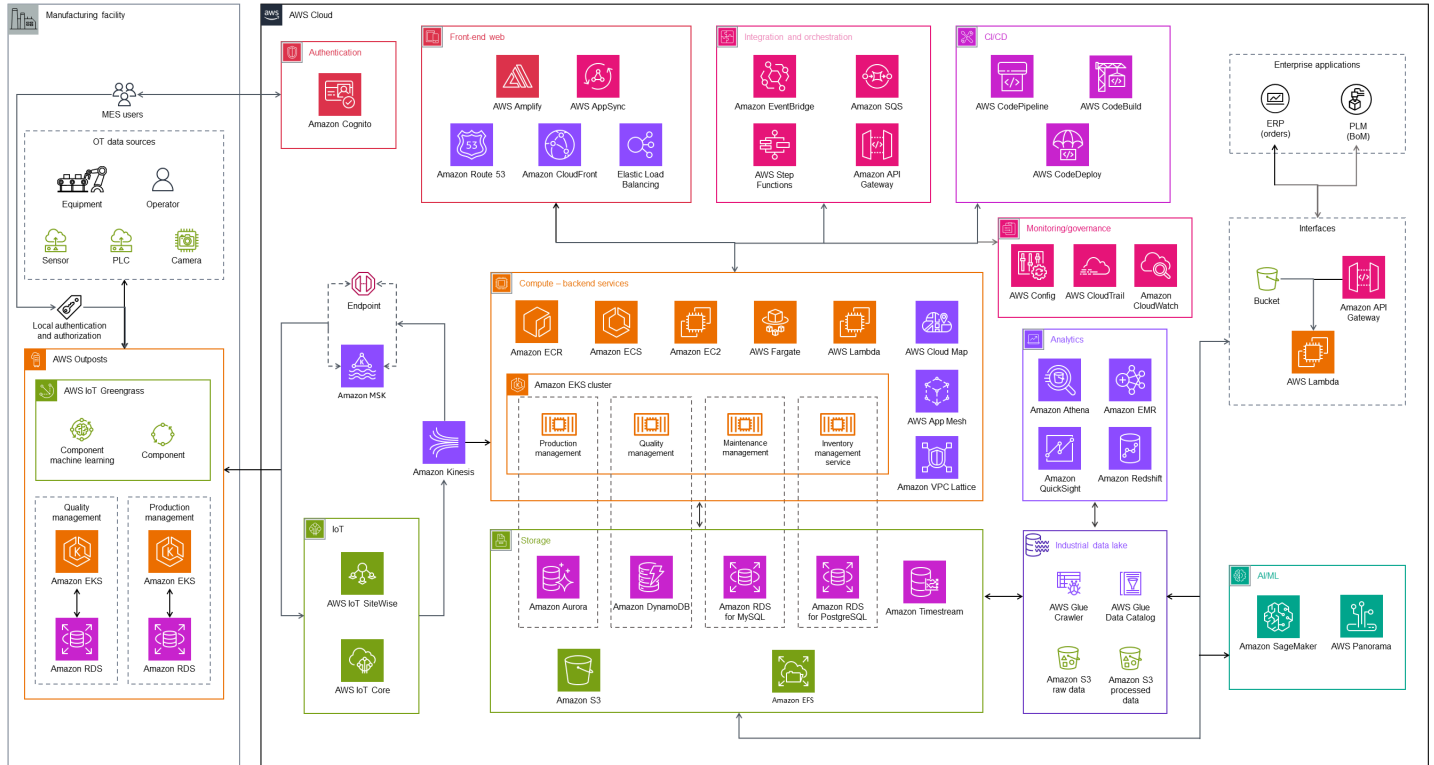 Manufacturing facility
MES users
OT data sources
Equipment
Operator
Sensor
PLC
Camera
Local authentication
and authorization
AWS Outposts
AWS IoT Greengrass
Component
machine learning
Component
Quality
management
Production
management
Amazon EKS
Amazon EKS
Amazon RDS
Amazon RDS
aws
AWS Cloud
Authentication
Amazon Cognito
Front-end web
AWS Amplify
AWS AppSync
53
Amazon Route 53
Amazon CloudFront
Elastic Load
Balancing
Integration and orchestration
Amazon EventBridge
Amazon SQS
AWS Step
Functions
Amazon API
Gateway
CI/CD
AWS CodePipeline
AWS CodeBuild
AWS CodeDeploy
Enterprise applications
ERP
(orders)
PLM
(BoM)
Monitoring/governance
AWS Config
AWS CloudTrail
Amazon
CloudWatch
Interfaces
Bucket
Amazon API
Gateway
AWS Lambda
Endpoint
Amazon MSK
Amazon Kinesis
IoT
AWS IoT SiteWise
AWS IoT Core
Compute – backend services
Amazon ECR
Amazon ECS
Amazon EC2
AWS Fargate
AWS Lambda
AWS Cloud Map
Amazon EKS cluster
Production
management
Quality
management
Maintenance
management
Inventory
management
service
AWS App Mesh
Amazon VPC Lattice
Analytics
Amazon Athena
Amazon EMR
Amazon
QuickSight
Amazon Redshift
Storage
Amazon Aurora
Amazon DynamoDB
Amazon RDS
for MySQL
Amazon RDS
for PostgreSQL
Amazon Timestream
Amazon S3
Amazon EFS
Industrial data lake
AWS Glue
Crawler
AWS Glue
Data Catalog
Amazon S3
raw data
Amazon S3
processed
data
AI/ML
Amazon SageMaker
AWS Panorama